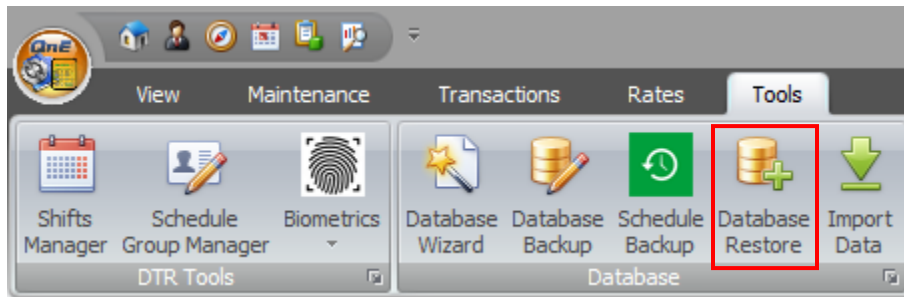 QnE
View Maintenance Transactions Rates Tools
Shifts Manager
Schedule Group Manager
Biometrics
Database Wizard
Database Backup
Schedule Backup
Database Restore
Import Data
DTR Tools
Database